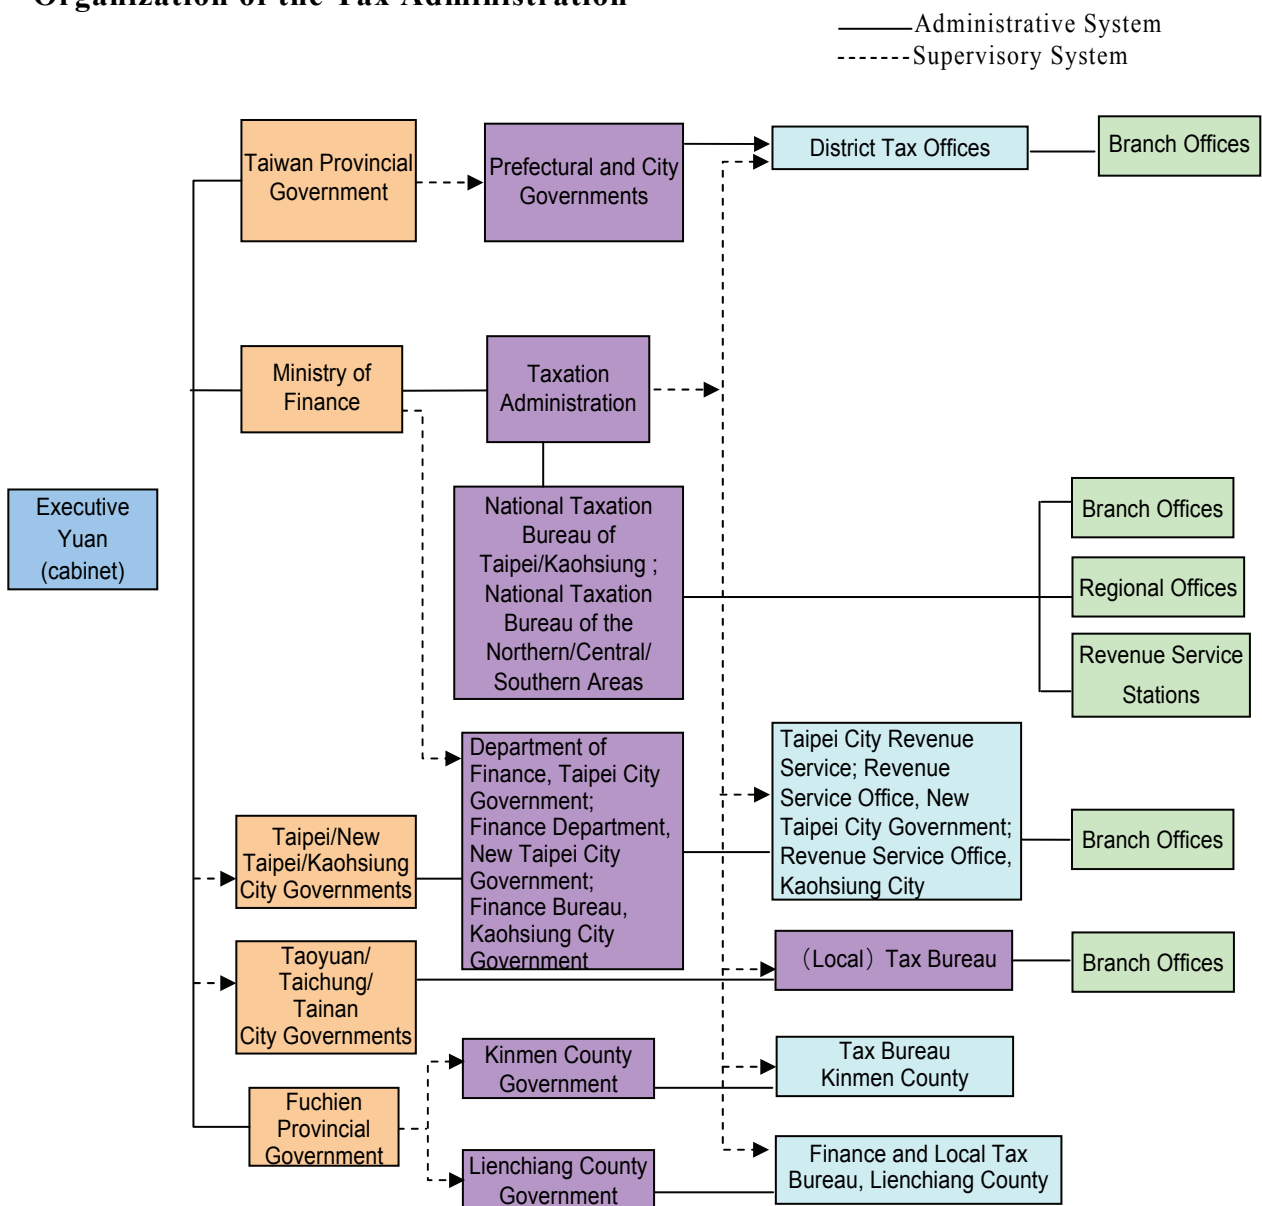 Organization of the Tax Administration
Administrative System
Supervisory System
Taiwan Provincial
Government
Prefectural and City
Governments
District Tax Offices
Branch Offices
Ministry of
Finance
Taxation
Administration
Executive
Yuan
(cabinet)
National Taxation
Bureau of
Taipei/Kaohsiung ;
National Taxation
Bureau of the
Northern/Central/
Southern Areas
Branch Offices
Regional Offices
Revenue Service
Stations
Taipei/New
Taipei/Kaohsiung
City Governments
Department of
Finance, Taipei City
Government;
Finance Department,
New Taipei City
Government;
Finance Bureau,
Kaohsiung City
Government
Taipei City Revenue
Service; Revenue
Service Office, New
Taipei City Government;
Revenue Service Office,
Kaohsiung City
Branch Offices
Taoyuan/
Taichung/
Tainan
City Governments
（Local）Tax Bureau
Branch Offices
Fuchien
Provincial
Government
Kinmen County
Government
Tax Bureau
Kinmen County
Lienchiang County
Government
Finance and Local Tax
Bureau, Lienchiang County